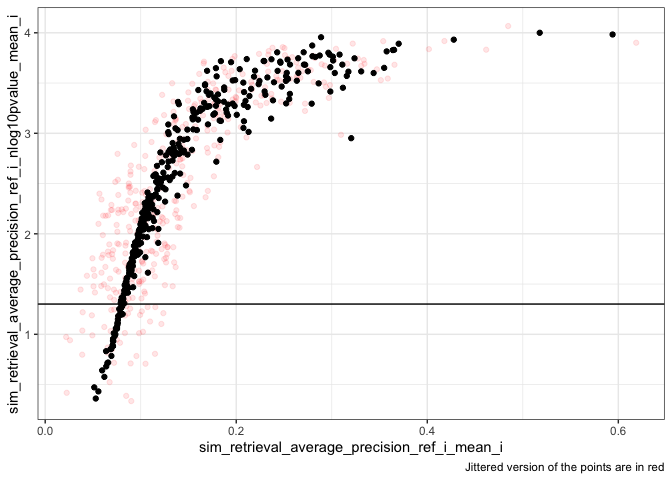 sim_retrieval_average_precision_ref_i_nlog10pvalue_mean_i
4
3
2
1
0.0
0.2
0.4
0.6
sim_retrieval_average_precision_ref_i_mean_i
Jittered version of the points are in red